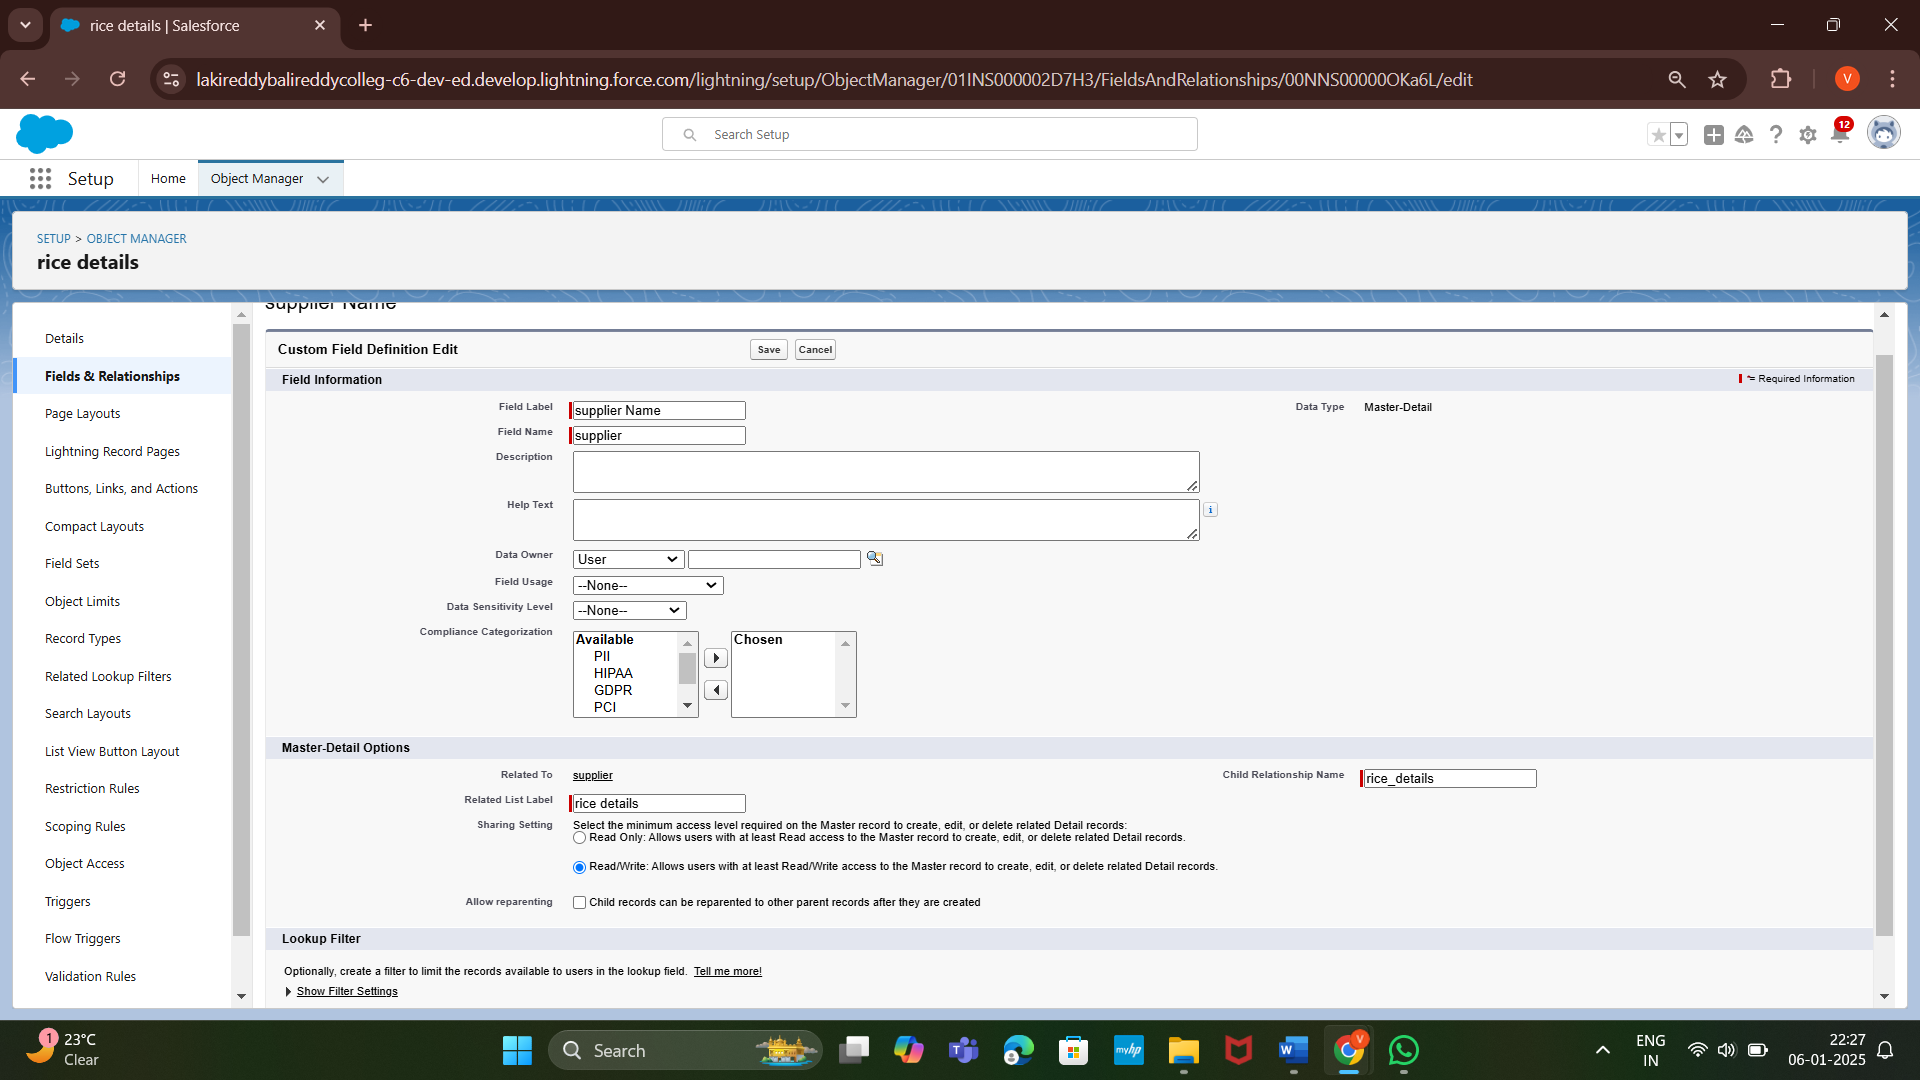 rice details | Salesforce
lakireddybalireddycolleg-c6-dev-ed.develop.lightning.force.com/lightning/setup/ObjectManager/01INS000002D7H3/FieldsAndRelationships/00NNS00000OKa6L/edit
V
Search Setup
12
Setup
Home
Object Manager
SETUP > OBJECT MANAGER
rice details
Details
Fields & Relationships
Page Layouts
Lightning Record Pages
Buttons, Links, and Actions
Compact Layouts
Field Sets
Object Limits
Record Types
Related Lookup Filters
Search Layouts
List View Button Layout
Restriction Rules
Scoping Rules
Object Access
Triggers
Flow Triggers
Validation Rules
supplier Name
Custom Field Definition Edit
Save
Cancel
Field Information
= Required Information
Field Label
supplier Name
Data Type
Master-Detail
Field Name
supplier
Description
Help Text
i
Data Owner
User
Field Usage
--None--
Data Sensitivity Level
--None--
Compliance Categorization
Available
PII
HIPAA
GDPR
PCI
Chosen
Master-Detail Options
Related To
supplier
Child Relationship Name
rice_details
Related List Label
rice details
Sharing Setting
Select the minimum access level required on the Master record to create, edit, or delete related Detail records:
Read Only: Allows users with at least Read access to the Master record to create, edit, or delete related Detail records.
Read/Write: Allows users with at least Read/Write access to the Master record to create, edit, or delete related Detail records.
Allow reparenting
Child records can be reparented to other parent records after they are created
Lookup Filter
Optionally, create a filter to limit the records available to users in the lookup field. Tell me more!
Show Filter Settings
1
23°C
Clear
Search
myhp
W
V
ENG
IN
22:27
06-01-2025